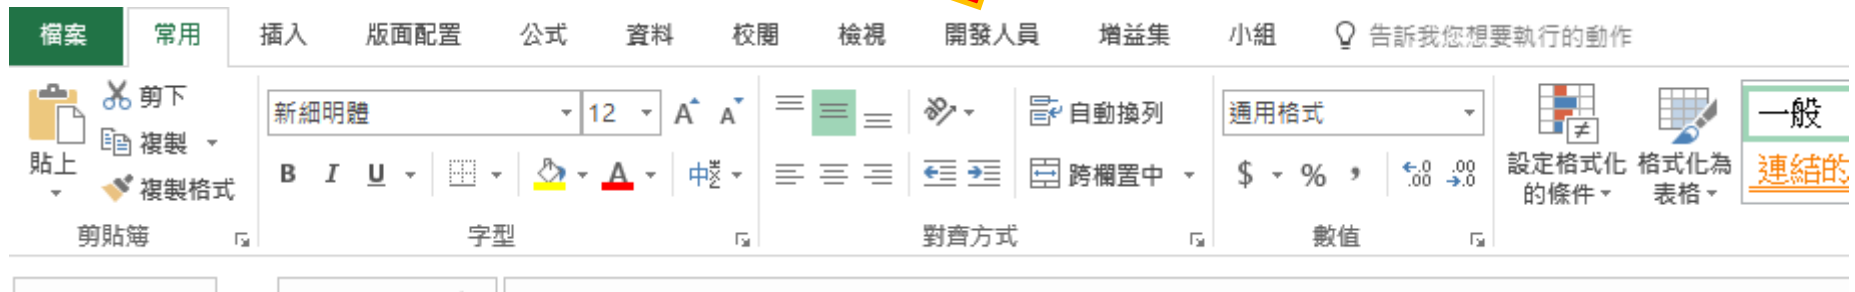 檔案 常用 插入 版面配置 公式 資料 校閱 檢視 開發人員 增益集 小組 告訴我您想要執行的動作
剪下
複製
貼上
複製格式
剪貼簿
新細明體 12 A A
B I U A 中
字型
自動換列
跨欄置中
對齊方式
通用格式
$ % , .0 .00 .00 .0
數值
設定格式化
的條件
格式化為
表格
一般
連結的